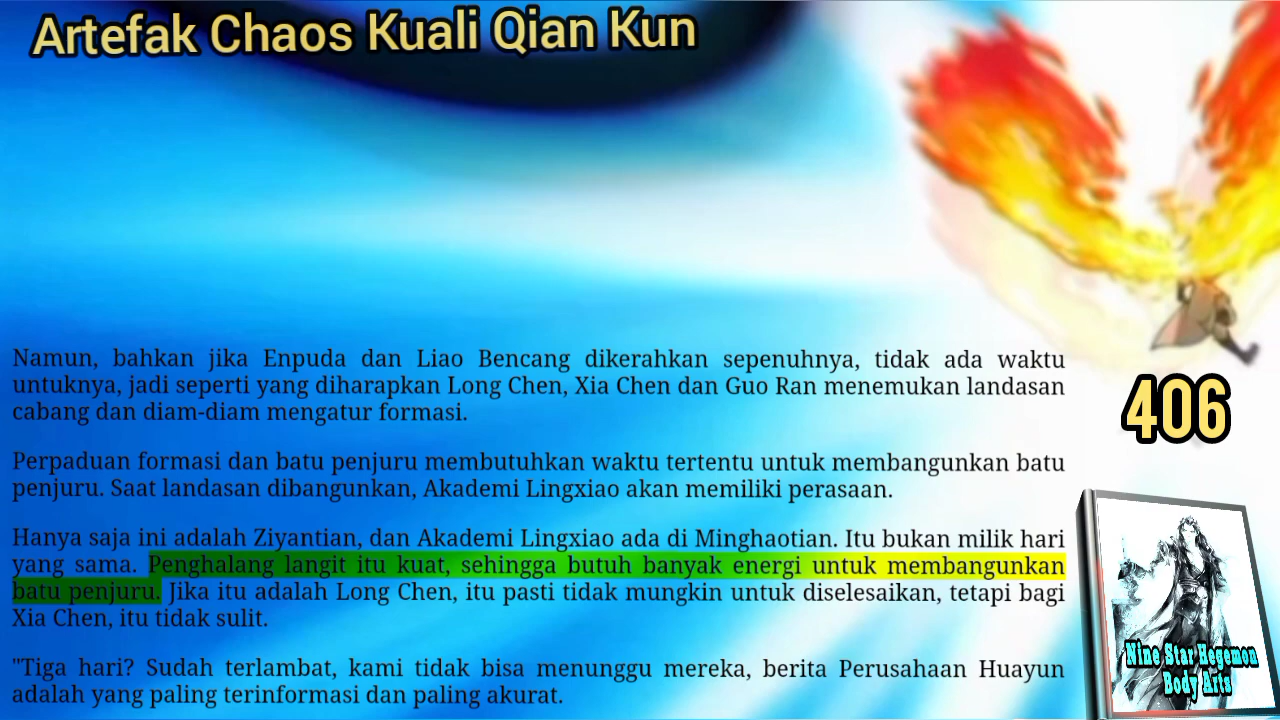 Artefak Chaos Kuali Qian Kun
Namun, bahkan jika Enpuda dan Liao Bencang dikerahkan sepenuhnya, tidak ada waktu
untuknya, jadi seperti yang diharapkan Long Chen, Xia Chen dan Guo Ran menemukan landasan
cabang dan diam-diam mengatur formasi.
Perpaduan formasi dan batu penjuru membutuhkan waktu tertentu untuk membangunkan batu
penjuru. Saat landasan dibangunkan, Akademi Lingxiao akan memiliki perasaan.
Hanya saja ini adalah Ziyantian, dan Akademi Lingxiao ada di Minghaotian. Itu bukan milik hari
yang sama. Penghalang langit itu kuat, sehingga butuh banyak energi untuk membangunkan
batu penjuru. Jika itu adalah Long Chen, itu pasti tidak mungkin untuk diselesaikan, tetapi bagi
Xia Chen, itu tidak sulit.
"Tiga hari? Sudah terlambat, kami tidak bisa menunggu mereka, berita Perusahaan Huayun
adalah yang paling terinformasi dan paling akurat.
406
Nine Star Hegemon
Body Arts